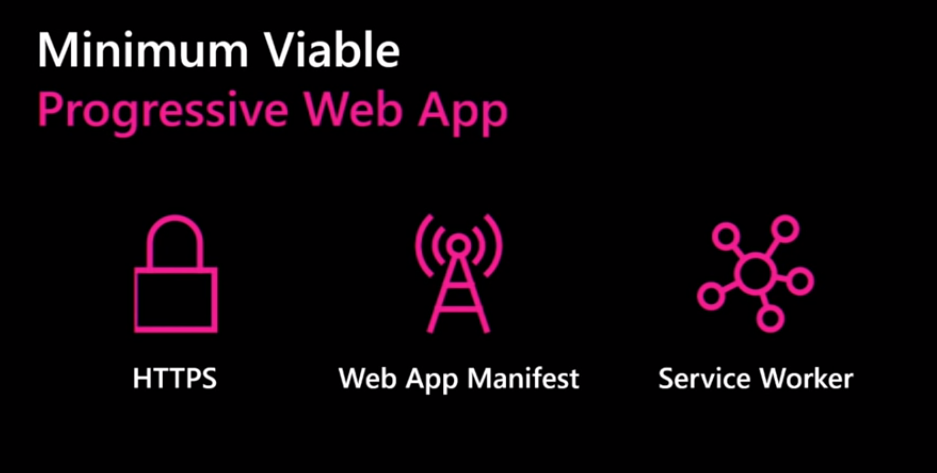 Minimum Viable
Progressive Web App
HTTPS
Web App Manifest
Service Worker